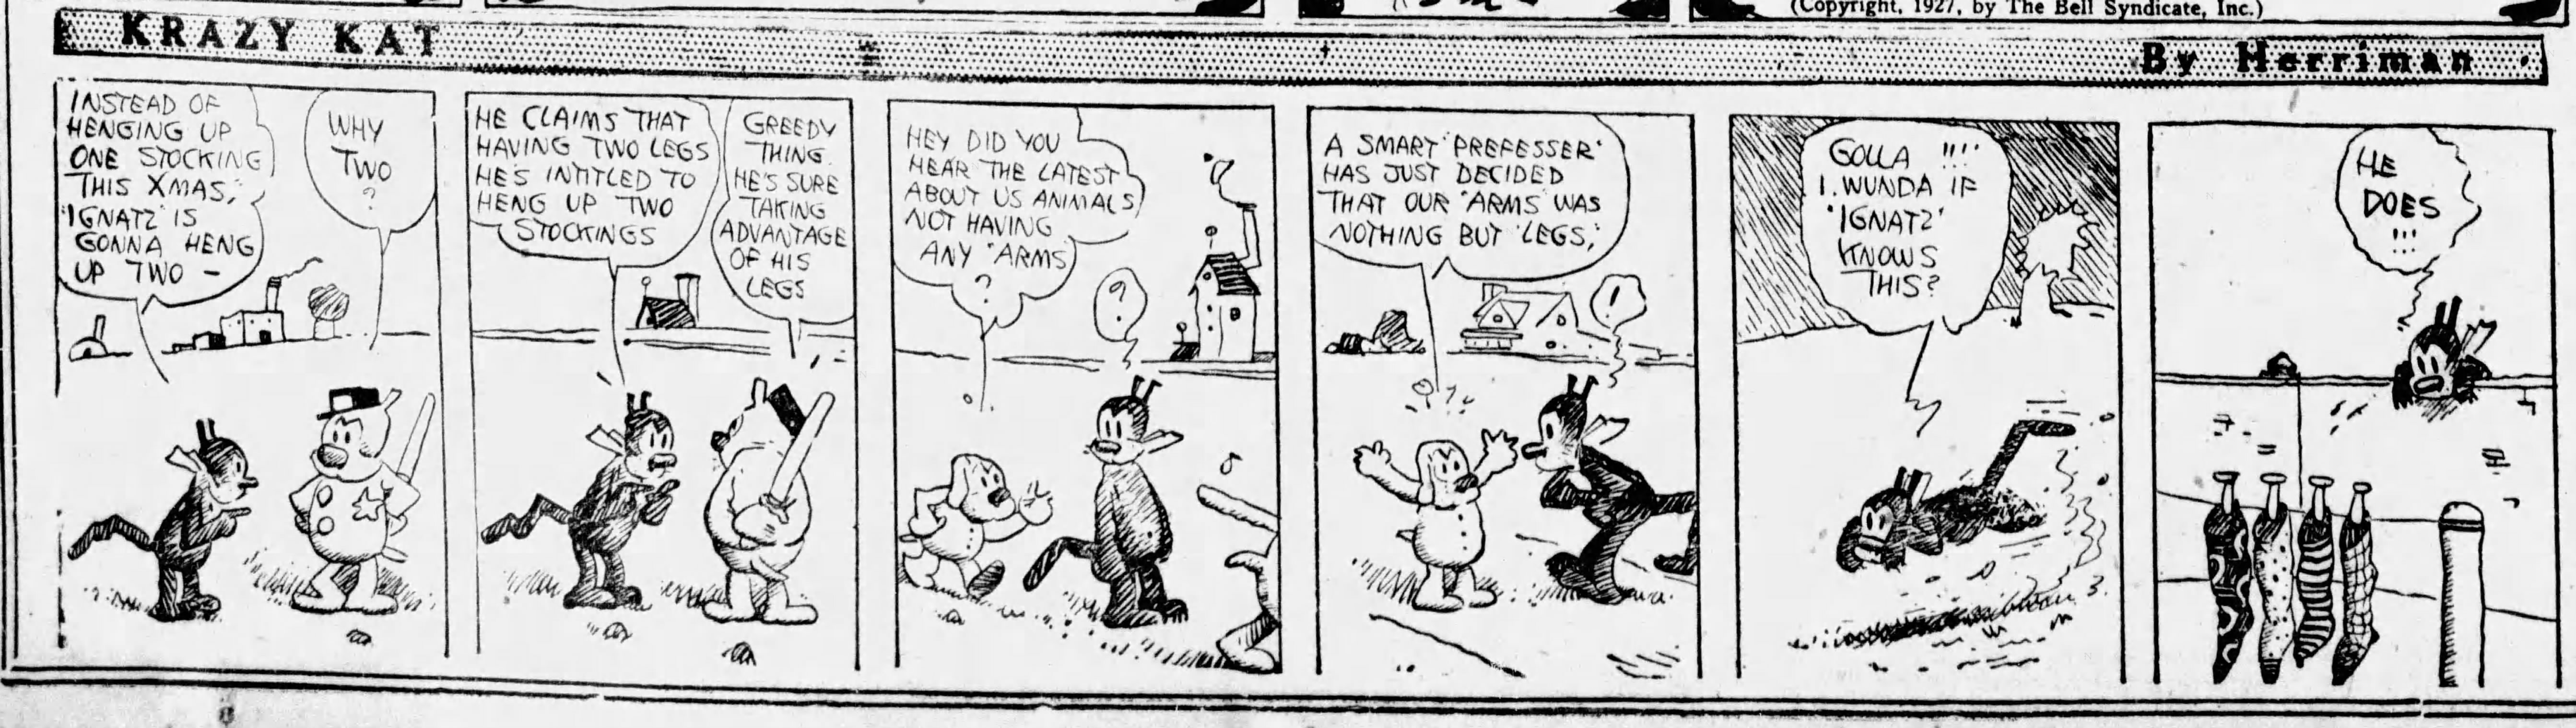 (Copyright, 1927, by The Bell Syndicate, Inc.)
KRAZY KAT
By Herriman
INSTEAD OF
HENGING UP
ONE STOCKING
THIS XMAS,
"IGNATZ" IS
GONNA HENG
UP TWO -
WHY
TWO
?
HE CLAIMS THAT
HAVING TWO LEGS
HE'S INTITLED TO
HENG UP TWO
STOCKINGS
GREEDY
THING.
HE'S SURE
TAKING
ADVANTAGE
OF HIS
LEGS
HEY DID YOU
HEAR THE LATEST
ABOUT US ANIMALS
NOT HAVING
ANY "ARMS"
?
?
A SMART "PREFESSER"
HAS JUST DECIDED
THAT OUR "ARMS" WAS
NOTHING BUT "LEGS,"
!
GOLLA !!!!
I. WUNDA IF
"IGNATZ"
KNOWS
THIS?
HE
DOES
!!!